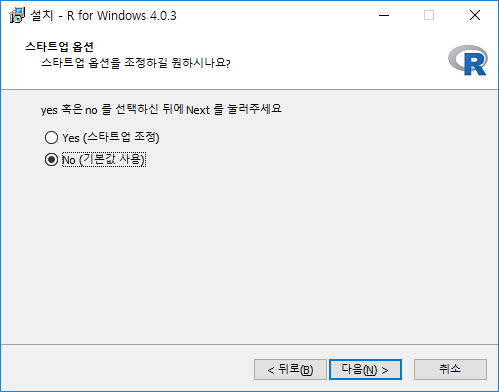 설치 - R for Windows 4.0.3
스타트업 옵션
스타트업 옵션을 조정하길 원하시나요?
R
yes 혹은 no 를 선택하신 뒤에 Next 를 눌러주세요
Yes (스타트업 조정)
No (기본값 사용)
< 뒤로(B)
다음(N) >
취소